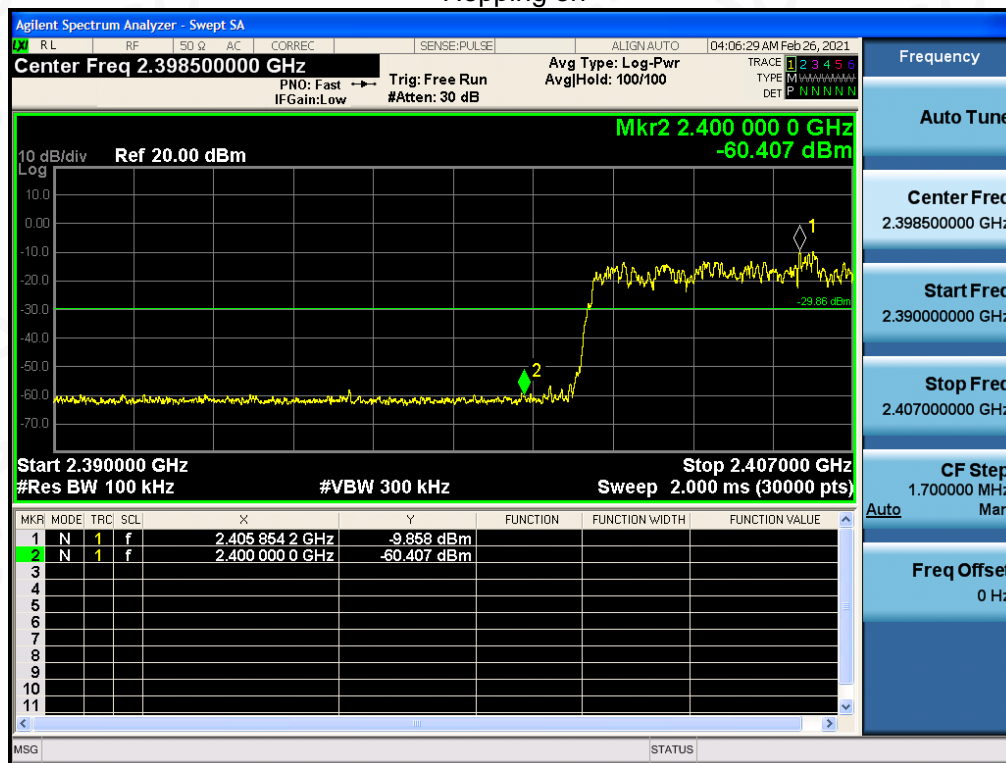 Hopping on
Agilent Spectrum Analyzer - Swept SA
LXI RL RF 50 Ω AC CORREC SENSE:PULSE ALIGN AUTO 04:06:29 AM Feb 26, 2021
Center Freq 2.398500000 GHz
PNO: Fast
IFGain:Low
Trig: Free Run
#Atten: 30 dB
Avg Type: Log-Pwr
Avg|Hold: 100/100
TRACE 1 2 3 4 5 6
TYPE M
DET P N N N N N
Mkr2 2.400 000 0 GHz
-60.407 dBm
10 dB/div Ref 20.00 dBm
Log
10.0
0.00
-10.0
-20.0
-30.0
-40.0
-50.0
-60.0
-70.0
1
2
-29.86 dBm
Start 2.390000 GHz Stop 2.407000 GHz
#Res BW 100 kHz #VBW 300 kHz Sweep 2.000 ms (30000 pts)
MKR MODE TRC SCL X Y FUNCTION FUNCTION WIDTH FUNCTION VALUE
1 N 1 f 2.405 854 2 GHz -9.858 dBm
2 N 1 f 2.400 000 0 GHz -60.407 dBm
3
4
5
6
7
8
9
10
11
MSG STATUS
Frequency
Auto Tune
Center Freq
2.398500000 GHz
Start Freq
2.390000000 GHz
Stop Freq
2.407000000 GHz
CF Step
1.700000 MHz
Auto Man
Freq Offset
0 Hz